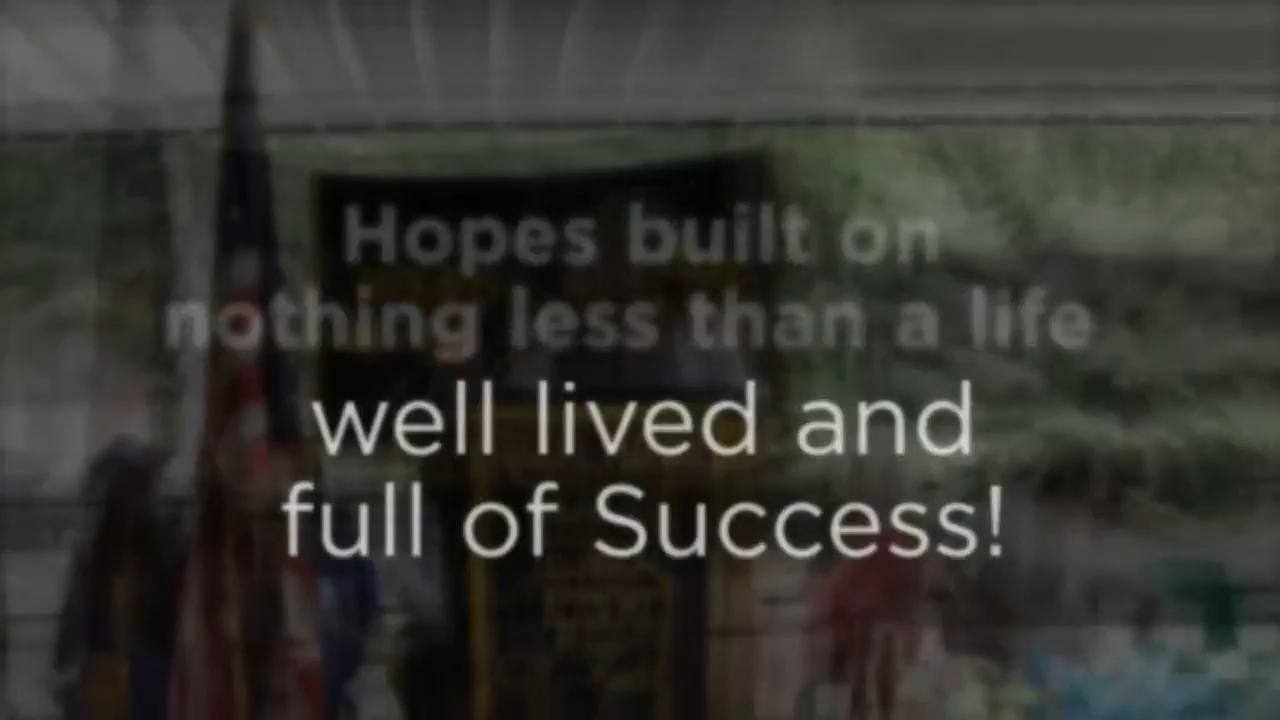 Hopes built on
nothing less than a life
well lived and
full of Success!